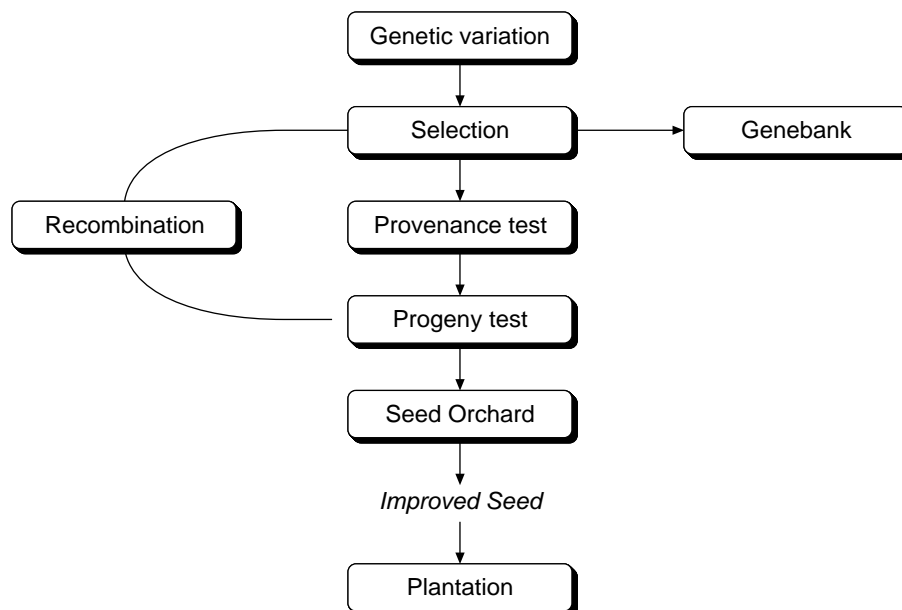 Genetic variation
Selection
Genebank
Recombination
Provenance test
Progeny test
Seed Orchard
Improved Seed
Plantation